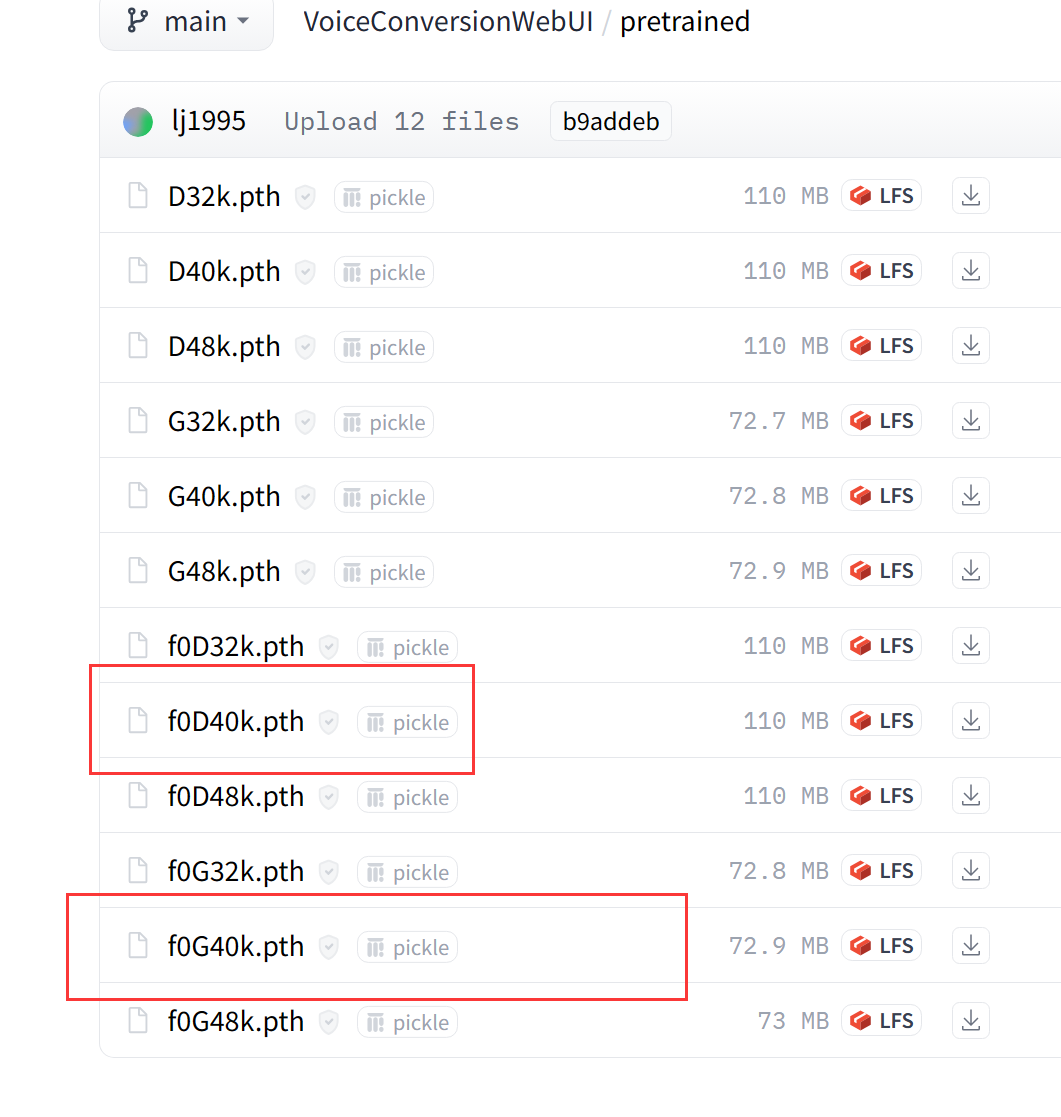 main VoiceConversionWebUI / pretrained
lj1995 Upload 12 files b9addeb
D32k.pth pickle 110 MB LFS
D40k.pth pickle 110 MB LFS
D48k.pth pickle 110 MB LFS
G32k.pth pickle 72.7 MB LFS
G40k.pth pickle 72.8 MB LFS
G48k.pth pickle 72.9 MB LFS
f0D32k.pth pickle 110 MB LFS
f0D40k.pth pickle 110 MB LFS
f0D48k.pth pickle 110 MB LFS
f0G32k.pth pickle 72.8 MB LFS
f0G40k.pth pickle 72.9 MB LFS
f0G48k.pth pickle 73 MB LFS